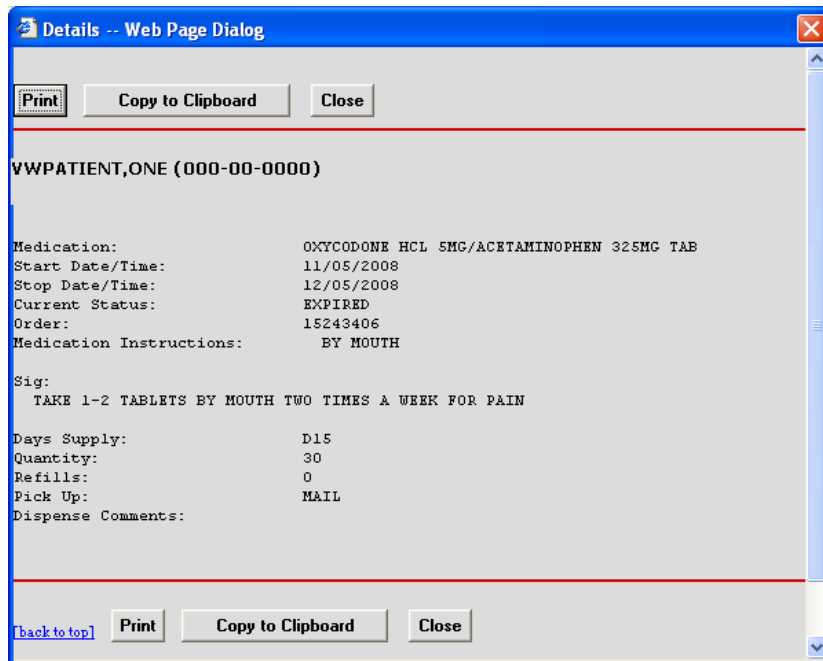 Details -- Web Page Dialog
Print Copy to Clipboard Close
VWPATIENT,ONE (000-00-0000)
Medication: OXYCODONE HCL 5MG/ACETAMINOPHEN 325MG TAB
Start Date/Time: 11/05/2008
Stop Date/Time: 12/05/2008
Current Status: EXPIRED
Order: 15243406
Medication Instructions: BY MOUTH
Sig:
TAKE 1-2 TABLETS BY MOUTH TWO TIMES A WEEK FOR PAIN
Days Supply: D15
Quantity: 30
Refills: 0
Pick Up: MAIL
Dispense Comments:
[back to top] Print Copy to Clipboard Close